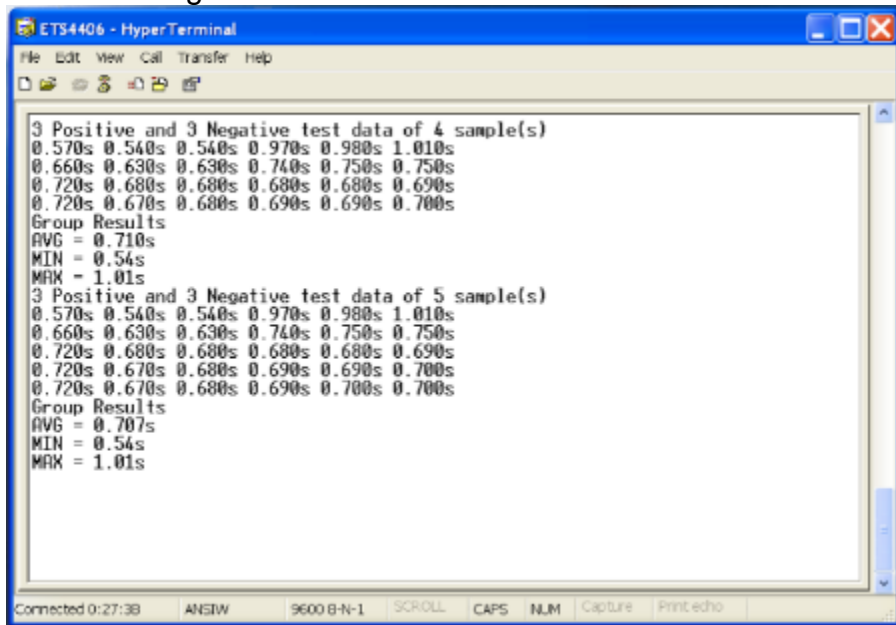 ETS4406 - HyperTerminal
File Edit View Call Transfer Help
3 Positive and 3 Negative test data of 4 sample(s)
0.570s 0.540s 0.540s 0.970s 0.980s 1.010s
0.660s 0.630s 0.630s 0.740s 0.750s 0.750s
0.720s 0.680s 0.680s 0.680s 0.680s 0.690s
0.720s 0.670s 0.680s 0.690s 0.690s 0.700s
Group Results
AVG = 0.710s
MIN = 0.54s
MAX = 1.01s
3 Positive and 3 Negative test data of 5 sample(s)
0.570s 0.540s 0.540s 0.970s 0.980s 1.010s
0.660s 0.630s 0.630s 0.740s 0.750s 0.750s
0.720s 0.680s 0.680s 0.680s 0.680s 0.690s
0.720s 0.670s 0.680s 0.690s 0.690s 0.700s
0.720s 0.670s 0.680s 0.690s 0.700s 0.700s
Group Results
AVG = 0.707s
MIN = 0.54s
MAX = 1.01s
Connected 0:27:38 ANSIW 9600 8-N-1 SCROLL CAPS NUM Capture Print echo